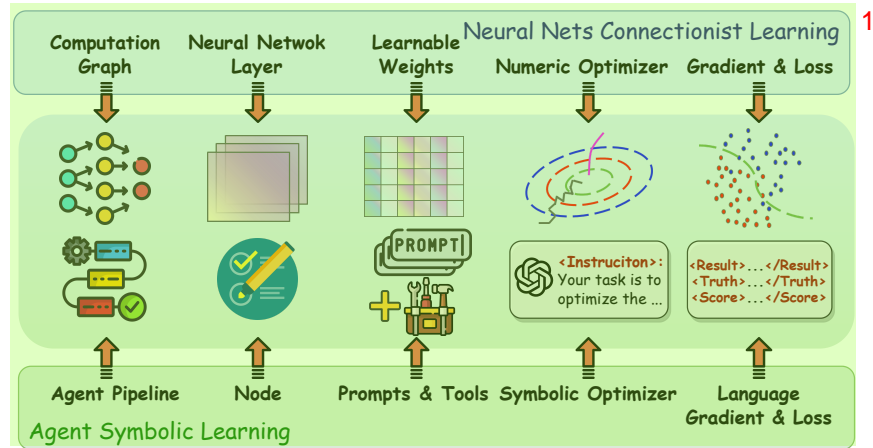 Neural Nets Connectionist Learning
1
Computation
Graph
Neural Netwok
Layer
Learnable
Weights
Numeric Optimizer
Gradient & Loss
PROMPT
<Instruciton>:
Your task is to
optimize the ...
<Result>...</Result>
<Truth>...</Truth>
<Score>...</Score>
Agent Pipeline
Node
Prompts & Tools
Symbolic Optimizer
Language
Gradient & Loss
Agent Symbolic Learning